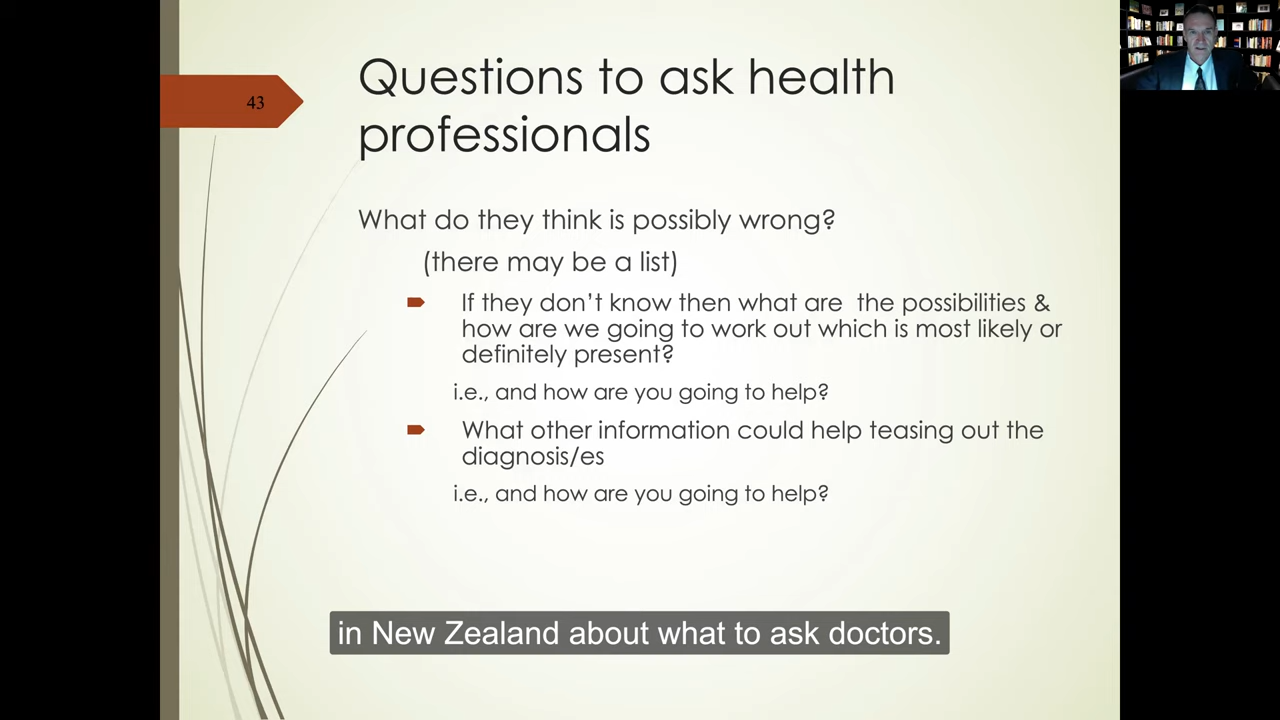 43
Questions to ask health
professionals
What do they think is possibly wrong?
(there may be a list)
If they don't know then what are  the possibilities &
how are we going to work out which is most likely or
definitely present?
i.e., and how are you going to help?
What other information could help teasing out the
diagnosis/es
i.e., and how are you going to help?
in New Zealand about what to ask doctors.